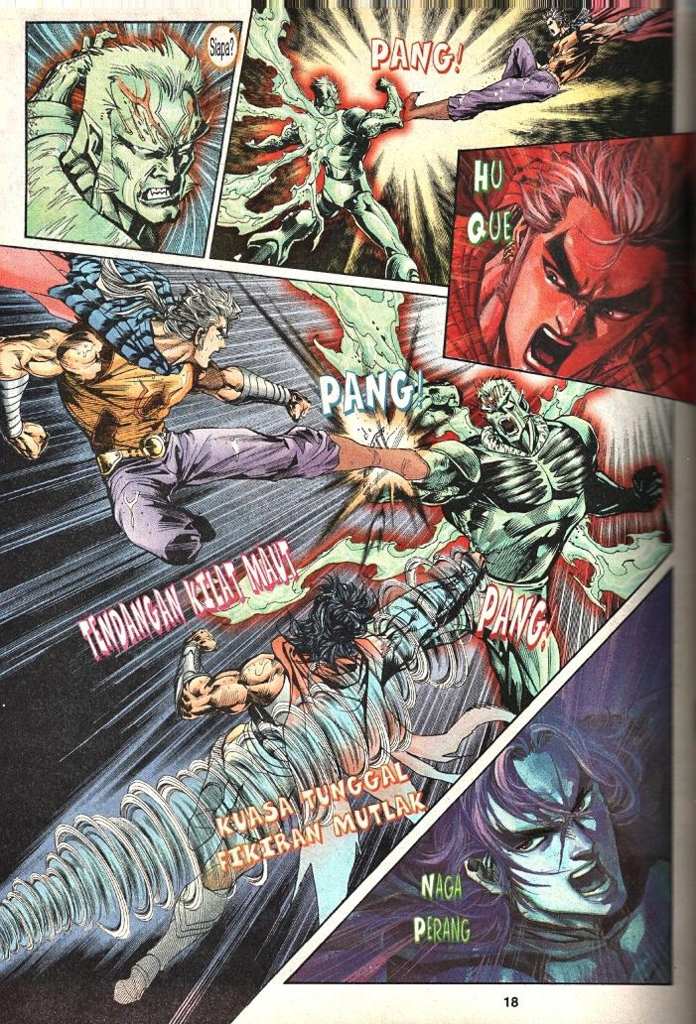 Siapa?
PANG!
HU
QUE
PANG!
TENDANGAN KILAT MAUT
PANG!
KUASA TUNGGAL
FIKIRAN MUTLAK
NAGA
PERANG
18